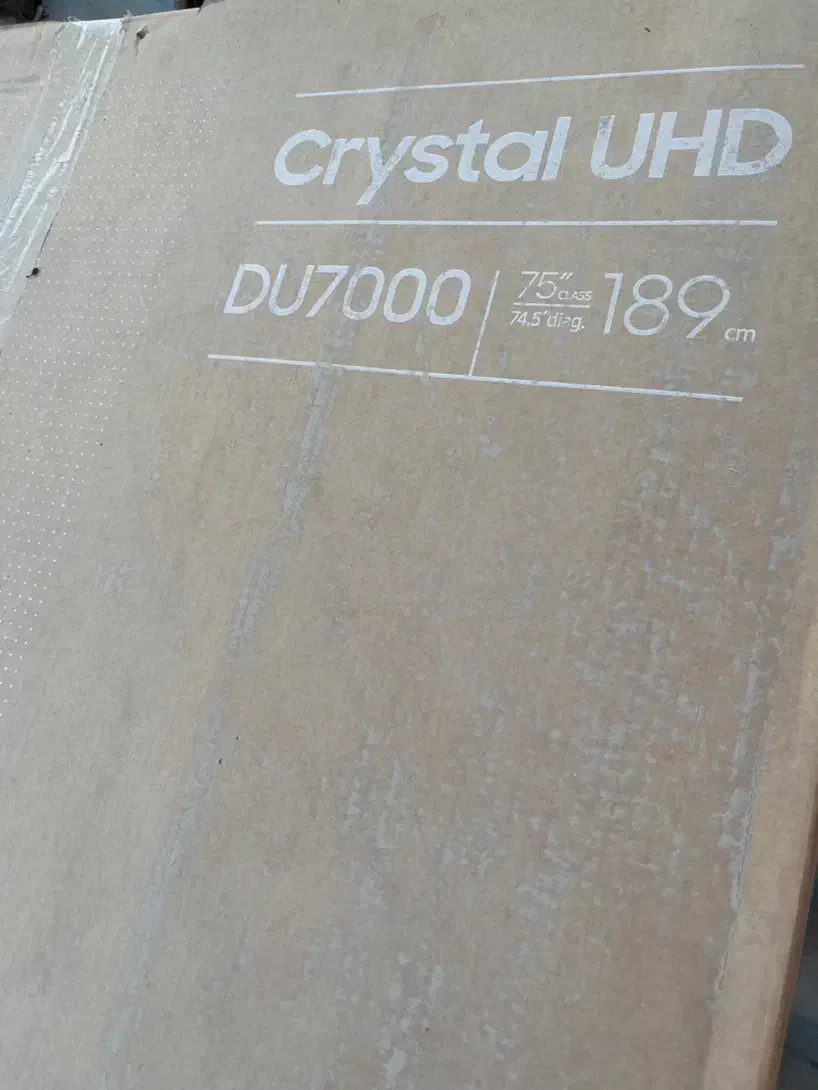 Crystal UHD
DU7000
75" CLASS
74.5" diag.
189 cm